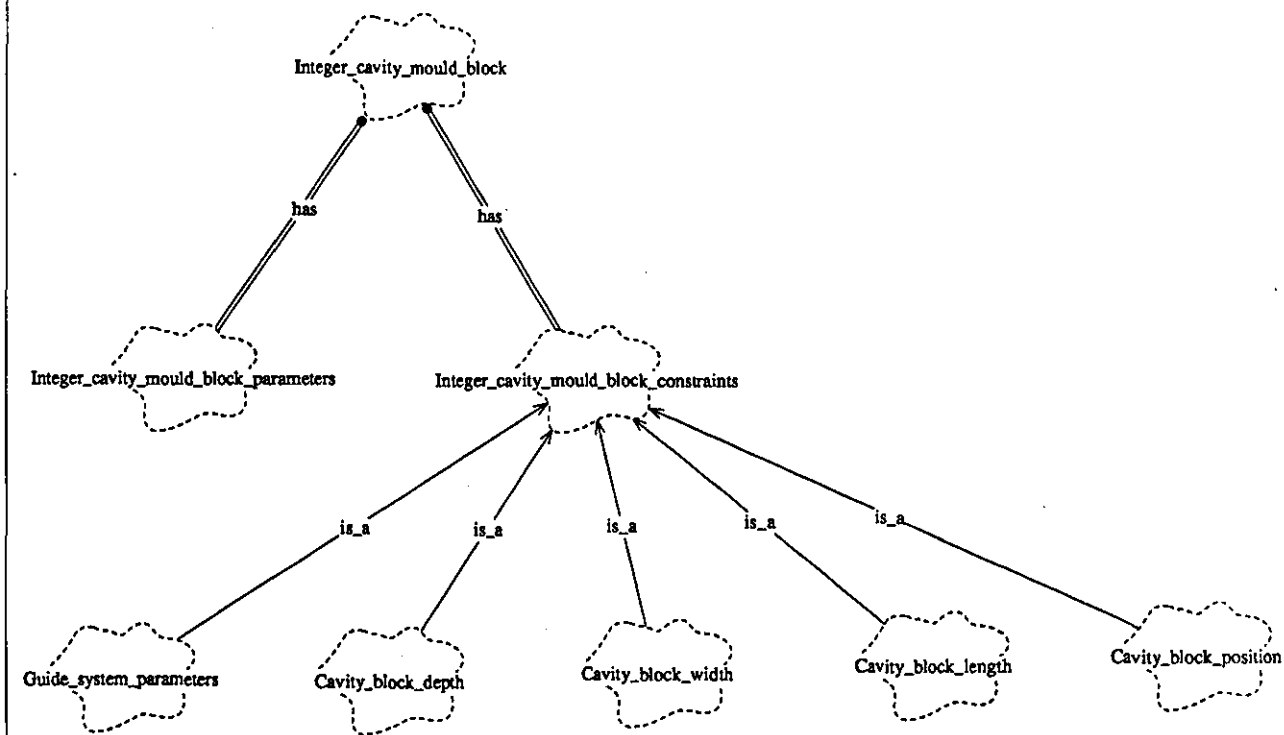 Integer_cavity_mould_block
has
has
Integer_cavity_mould_block_parameters
Integer_cavity_mould_block_constraints
is_a
is_a
is_a
is_a
is_a
Guide_system_parameters
Cavity_block_depth
Cavity_block_width
Cavity_block_length
Cavity_block_position